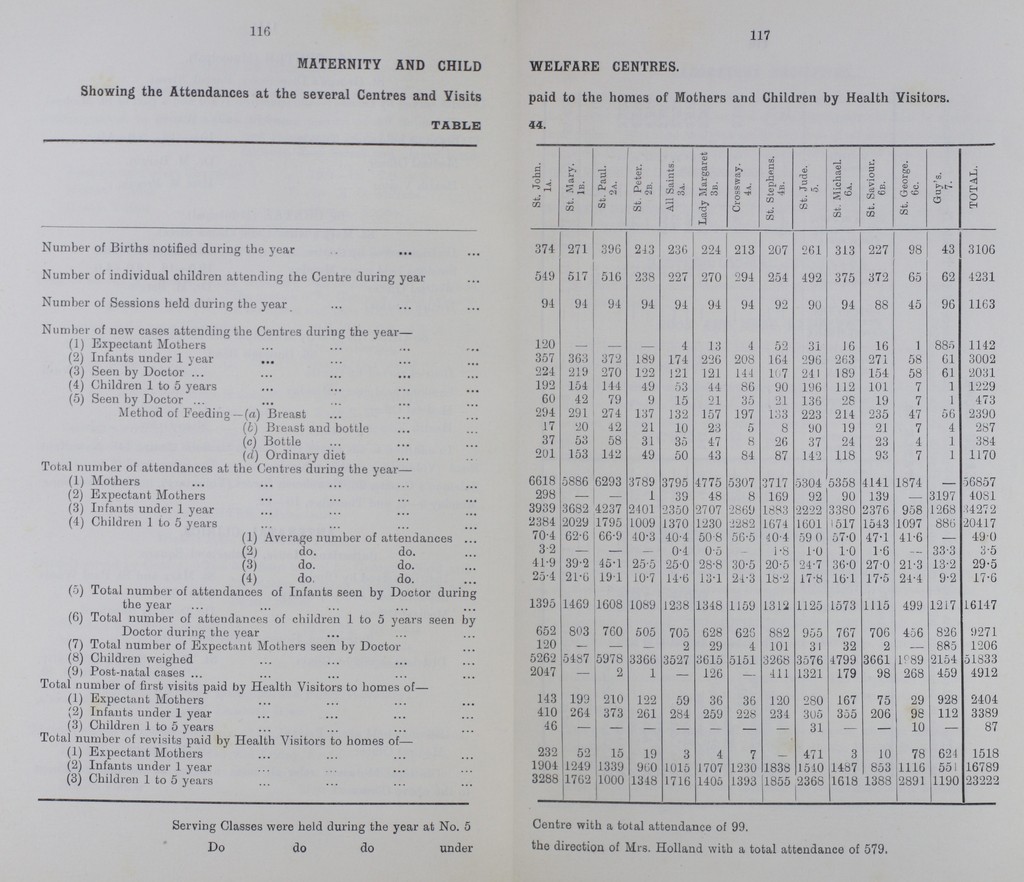 116
117
MATERNITY AND CHILD WELFARE CENTRES.
Showing the Attendances at the several Centres and Visits paid to the homes of Mothers and Children by Health Visitors.
TABLE 44.
St. John. 1A. St. Mary. 1B. St. Paul. 2A. St. Peter. 2B. All Saints. 3A. Lady Margaret 3B. Crossway. 4A. St. Stephens. 4B. St. Jude. 5. St. Michael. 6A. St. Saviour. 6B. St. George. 6C. Guy's. 7. TOTAL.
Number of Births notified during the year ... ... 374 271 396 243 236 224 213 207 261 313 227 98 43 3106
Number of individual children attending the Centre during year ... 549 517 516 238 227 270 294 254 492 375 372 65 62 4231
Number of Sessions held during the year ... ... ... 94 94 94 94 94 94 94 92 90 94 88 45 96 1163
Number of new cases attending the Centres during the year—
(1) Expectant Mothers ... ... ... ... 120 — — — 4 13 4 52 31 16 16 1 885 1142
(2) Infants under 1 year ... ... ... ... 357 363 372 189 174 226 208 164 296 263 271 58 61 3002
(3) Seen by Doctor ... ... ... ... ... 224 219 270 122 121 121 144 107 241 189 154 58 61 2031
(4) Children 1 to 5 years ... ... ... ... 192 154 144 49 53 44 86 90 196 112 101 7 1 1229
(5) Seen by Doctor ... ... ... ... ... 60 42 79 9 15 21 35 21 136 28 19 7 1 473
Method of Feeding—(a) Breast ... ... ... 294 291 274 137 132 157 197 133 223 214 235 47 56 2390
(b) Breast and bottle ... ... 17 20 42 21 10 23 5 8 90 19 21 7 4 287
(c) Bottle ... ... ... 37 53 58 31 35 47 8 26 37 24 23 4 1 384
(d) Ordinary diet ... ... 201 153 142 49 50 43 84 87 142 118 93 7 1 1170
Total number of attendances at the Centres during the year—
(1) Mothers ... ... ... ... ... 6618 5886 6293 3789 3795 4775 5307 3717 5304 5358 4141 1874 — 56857
(2) Expectant Mothers ... ... ... ... 298 — — 1 39 48 8 169 92 90 139 — 3197 4081
(3) Infants under 1 year ... ... ... ... 3939 3682 4237 2401 2350 2707 2869 1883 2222 3380 2376 958 1268 34272
(4) Children 1 to 5 years ... ... ... ... 2384 2029 1795 1009 1370 1230 2282 1674 1601 1517 1543 1097 886 20417
(1) Average number of attendances ... 70·4 62·6 66·9 40·3 40·4 50·8 56·5 40·4 59·0 57·0 47·1 41·6 — 49·0
(2) do. do. ... 3·2 — — — 0·4 0·5 - 1·8 1·0 1·0 1·6 — 33·3 3·5
(3) do. do. ... 41·9 39·2 45·1 25·5 25·0 28·8 30·5 20·5 24·7 36·0 27·0 21·3 13·2 29·5
(4) do. do. ... 25·4 21·6 19·1 10·7 14·6 13·1 24·3 18·2 17·8 16·1 17·5 24·4 9·2 17·6
(5) Total number of attendances of Infants seen by Doctor during
the year ... ... ... ... ... 1395 1469 1608 1089 1238 1348 1159 1312 1125 1573 1115 499 1217 16147
(6) Total number of attendances of children 1 to 5 years seen by
Doctor during the year ... ... ... 652 803 760 505 705 628 626 882 955 767 706 456 826 9271
(7) Total number of Expectant Mothers seen by Doctor ... 120 — — — 2 29 4 101 31 32 2 — 885 1206
(8) Children weighed ... ... ... ... 5262 5487 5978 3366 3527 3615 5151 3268 3576 4799 3661 1989 2154 51833
(9) Post-natal cases ... ... ... ... ... 2047 — 2 1 — 126 — 411 1321 179 98 268 459 4912
Total number of first visits paid by Health Visitors to homes of—
(1) Expectant Mothers ... ... ... ... 143 199 210 122 59 36 36 120 280 167 75 29 928 2404
(2) Infants under 1 year ... ... ... ... 410 264 373 261 284 259 228 234 305 355 206 98 112 3389
(3) Children 1 to 5 years ... ... ... ... 46 — — — — — — — 31 — — 10 — 87
Total number of revisits paid by Health Visitors to homes of—
(1) Expectant Mothers ... ... ... ... 232 52 15 19 3 4 7 - 471 3 10 78 624 1518
(2) Infants under 1 year ... ... ... ... 1904 1249 1339 960 1015 1707 1230 1838 1540 1487 853 1116 551 16789
(3) Children 1 to 5 years ... ... ... ... 3288 1762 1000 1348 1716 1405 1393 1855 2368 1618 1388 2891 1190 23222
Serving Classes were held during the year at No. 5 Centre with a total attendance of 99.
Do do do under the direction of Mrs. Holland with a total attendance of 579.